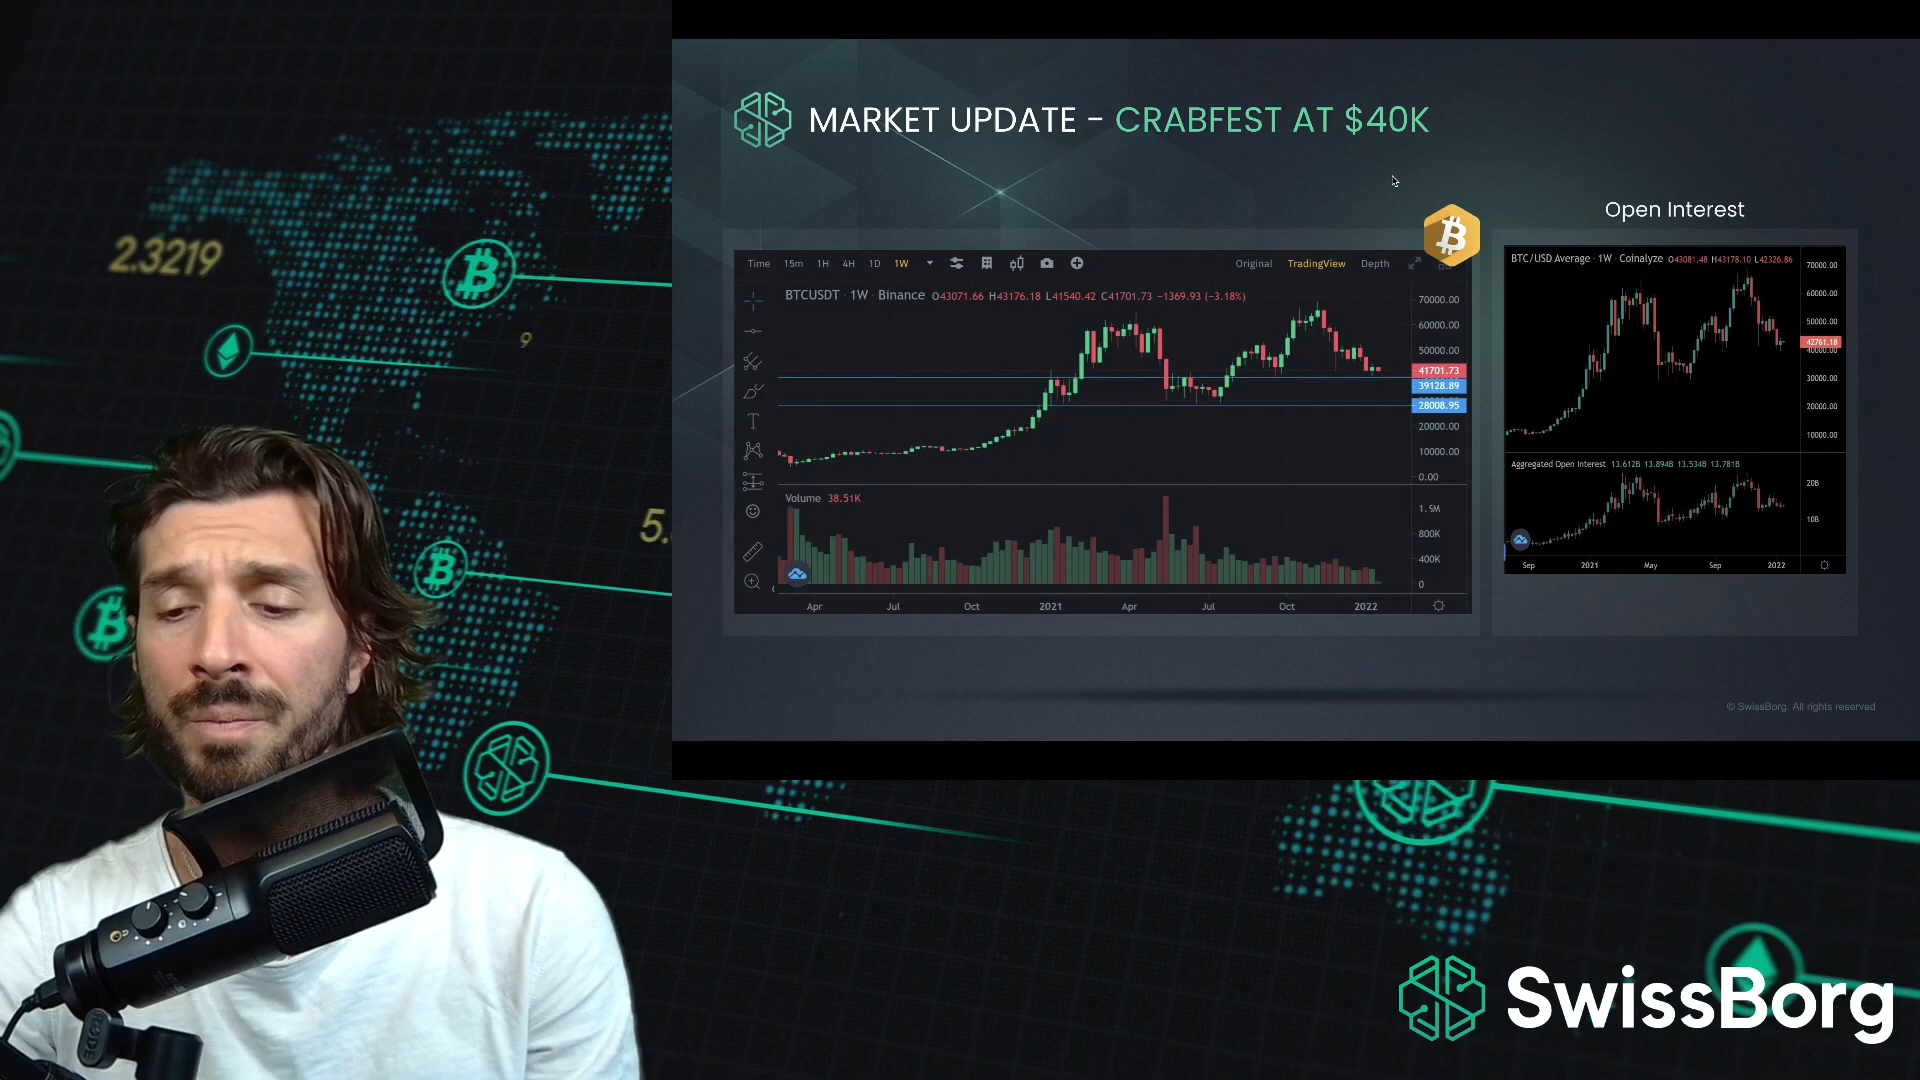 MARKET UPDATE - CRABFEST AT $40K
Open Interest
Time 15m 1H 4H 1D 1W Original TradingView Depth
BTCUSDT · 1W · Binance O43071.66 H43176.18 L41540.42 C41701.73 −1369.93 (−3.18%)
70000.00
60000.00
50000.00
41701.73
39128.89
28008.95
20000.00
10000.00
0.00
Volume 38.51K
1.5M
800K
400K
0
Apr Jul Oct 2021 Apr Jul Oct 2022
BTC/USD Average · 1W · Coinalyze O43081.48 H43178.10 L42326.86
70000.00
60000.00
50000.00
42761.18
40000.00
30000.00
20000.00
10000.00
Aggregated Open Interest 13.612B 13.894B 13.534B 13.781B
20B
10B
Sep 2021 May Sep 2022
© SwissBorg. All rights reserved
2.3219
9
5.
RØDE
SwissBorg